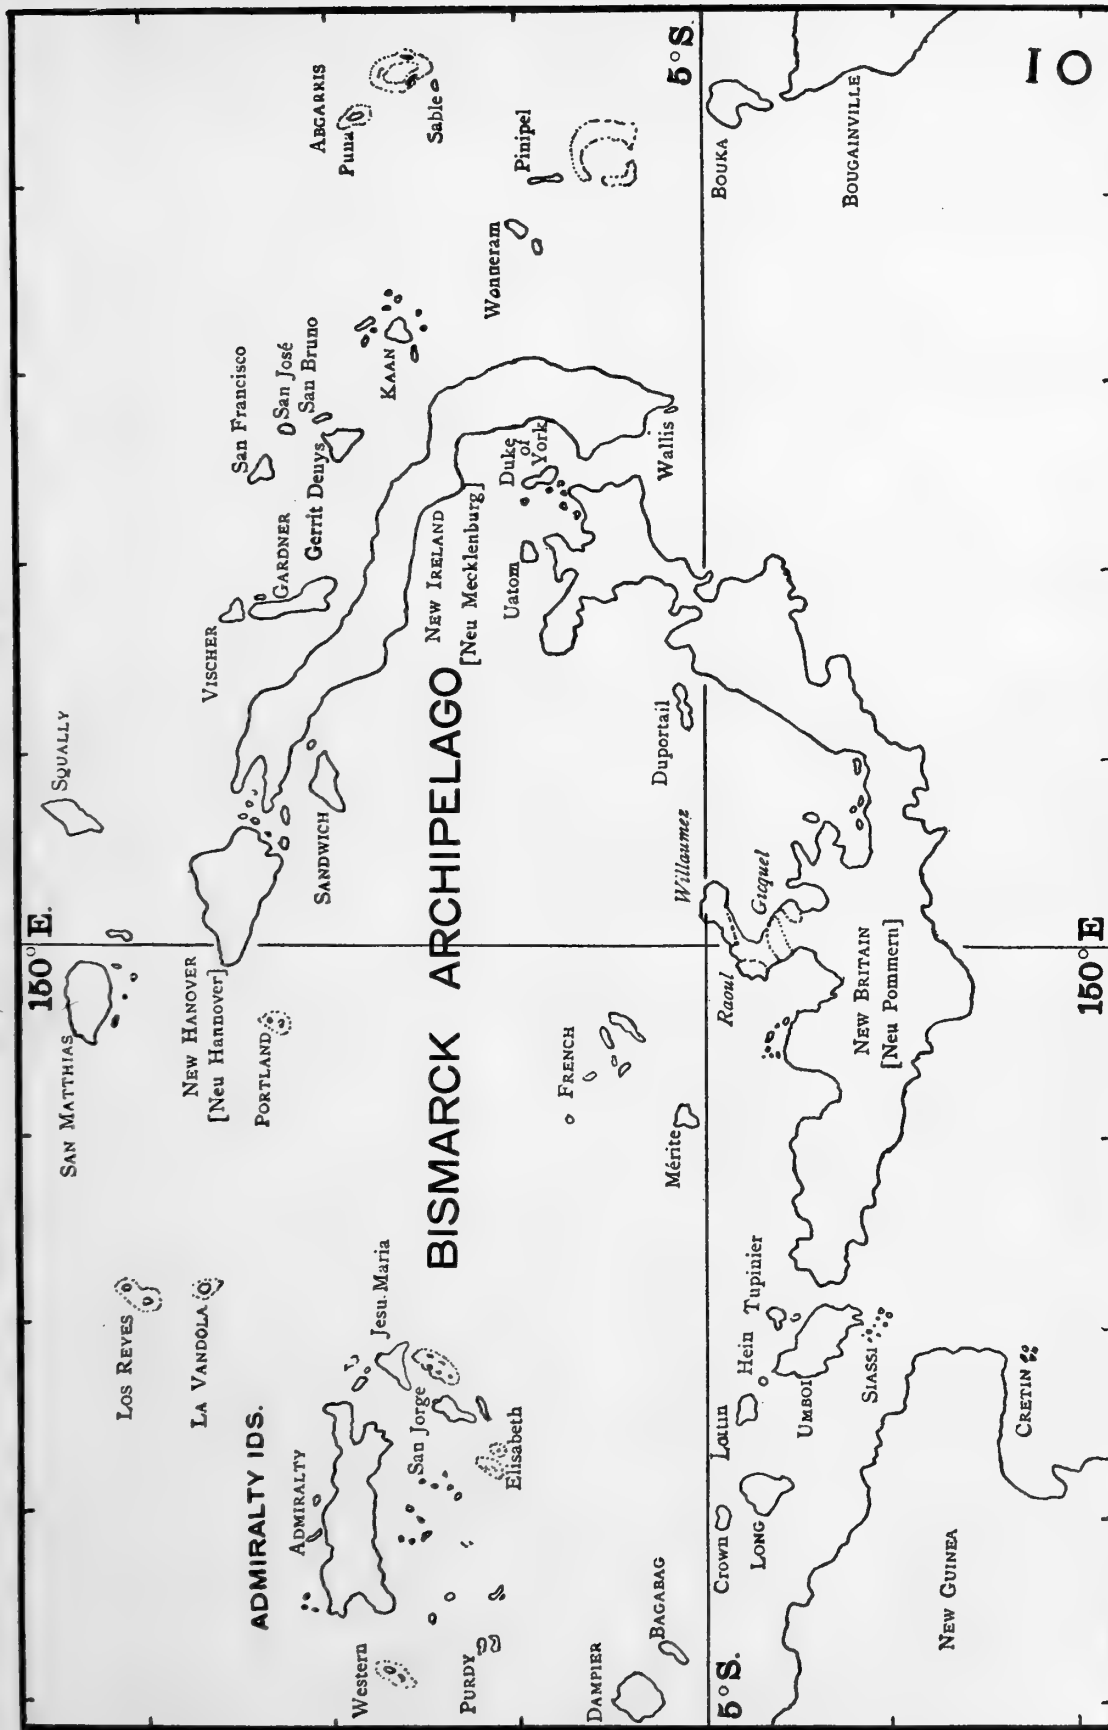 150° E.
SAN MATTHIAS
SQUALLY
LOS REYES
LA VANDOLA
NEW HANOVER
[Neu Hannover]
PORTLAND
VISCHER
GARDNER
San Francisco
San José
San Bruno
Gerrit Denys
ABGARRIS
Puna
Sable
ADMIRALTY IDS.
ADMIRALTY
Jesu-Maria
San Jorge
Elisabeth
Western
PURDY
SANDWICH
KAAN
BISMARCK ARCHIPELAGO
NEW IRELAND
[Neu Mecklenburg]
Wonneram
Pinipel
Duke
of
York
Uatom
Wallis
FRENCH
Mérite
Duportail
Willaumez
DAMPIER
BAGABAG
5° S.
5° S.
Crown
LONG
Lottin
Hein
Tupinier
UMBOI
SIASSI
Raoul
Gicquel
NEW BRITAIN
[Neu Pommern]
BOUKA
BOUGAINVILLE
NEW GUINEA
CRETIN
150° E
10